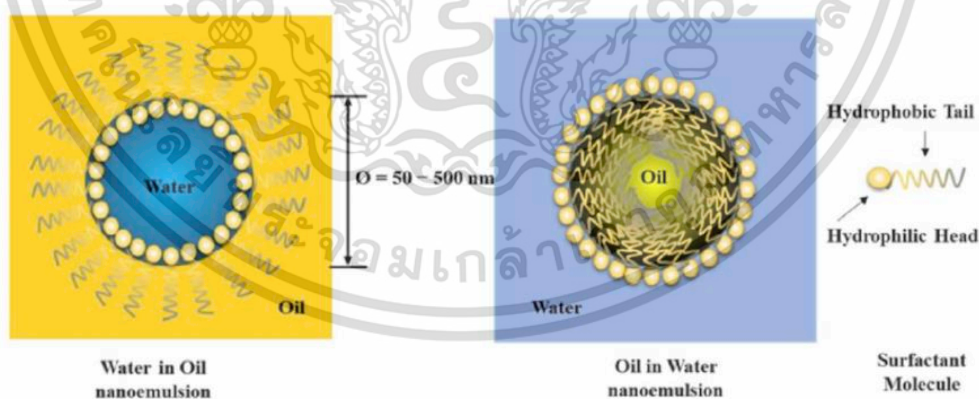 Water
Oil
Ø = 50 – 500 nm
Oil
Water
Hydrophobic Tail
Hydrophilic Head
Water in Oil
nanoemulsion
Oil in Water
nanoemulsion
Surfactant
Molecule